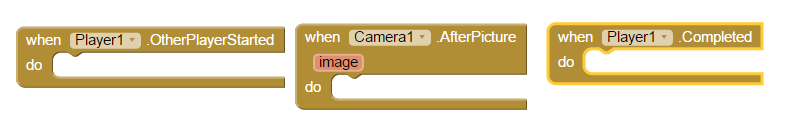 when Player1 .OtherPlayerStarted
do
when Camera1 .AfterPicture
image
do
when Player1 .Completed
do